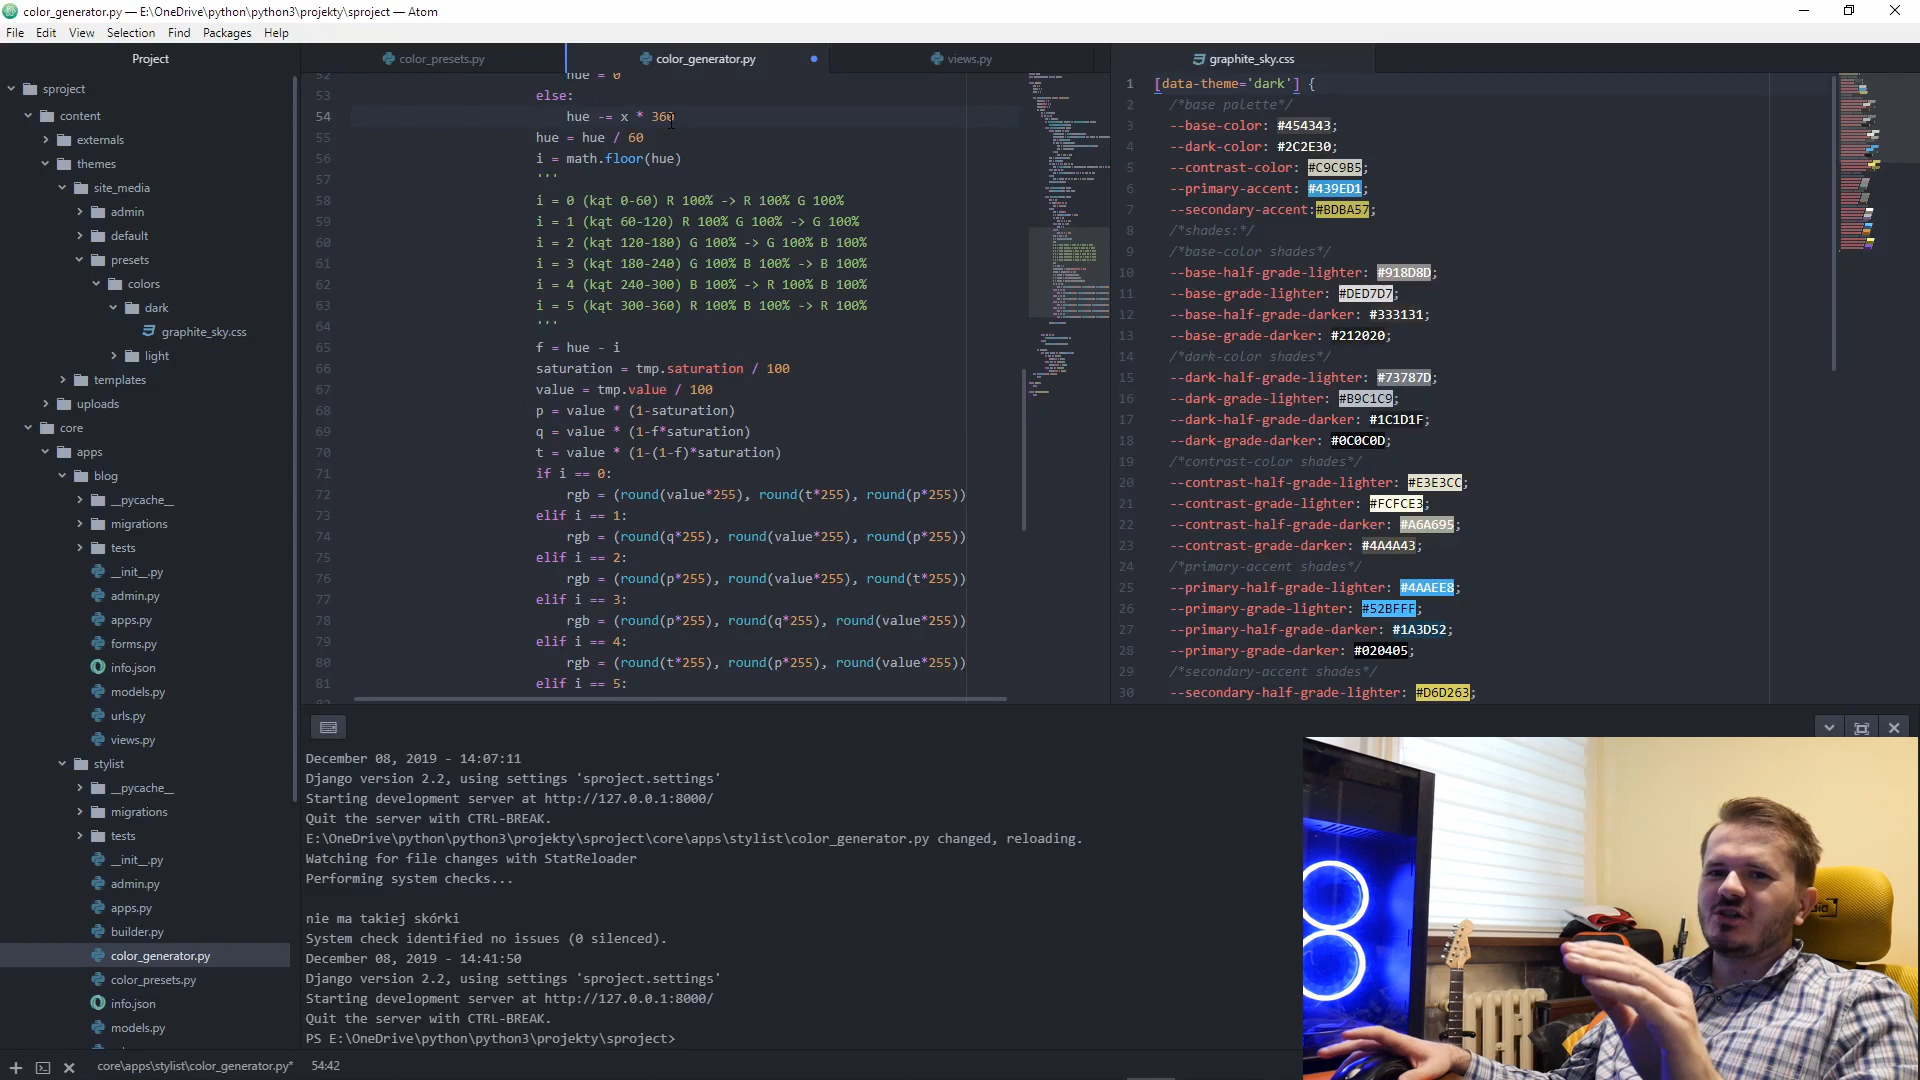 color_generator.py — E:\OneDrive\python\python3\projekty\sproject — Atom
File Edit View Selection Find Packages Help
Project
sproject
content
externals
themes
site_media
admin
default
presets
colors
dark
graphite_sky.css
light
templates
uploads
core
apps
blog
__pycache__
migrations
tests
__init__.py
admin.py
apps.py
forms.py
info.json
models.py
urls.py
views.py
stylist
__pycache__
migrations
tests
__init__.py
admin.py
apps.py
builder.py
color_generator.py
color_presets.py
info.json
models.py
color_presets.py color_generator.py views.py
52 hue = 0
53 else:
54 hue -= x * 360
55 hue = hue / 60
56 i = math.floor(hue)
57 '''
58 i = 0 (kąt 0-60) R 100% -> R 100% G 100%
59 i = 1 (kąt 60-120) R 100% G 100% -> G 100%
60 i = 2 (kąt 120-180) G 100% -> G 100% B 100%
61 i = 3 (kąt 180-240) G 100% B 100% -> B 100%
62 i = 4 (kąt 240-300) B 100% -> R 100% B 100%
63 i = 5 (kąt 300-360) R 100% B 100% -> R 100%
64 '''
65 f = hue - i
66 saturation = tmp.saturation / 100
67 value = tmp.value / 100
68 p = value * (1-saturation)
69 q = value * (1-f*saturation)
70 t = value * (1-(1-f)*saturation)
71 if i == 0:
72 rgb = (round(value*255), round(t*255), round(p*255))
73 elif i == 1:
74 rgb = (round(q*255), round(value*255), round(p*255))
75 elif i == 2:
76 rgb = (round(p*255), round(value*255), round(t*255))
77 elif i == 3:
78 rgb = (round(p*255), round(q*255), round(value*255))
79 elif i == 4:
80 rgb = (round(t*255), round(p*255), round(value*255))
81 elif i == 5:
graphite_sky.css
1 [data-theme='dark'] {
2 /*base palette*/
3 --base-color: #454343;
4 --dark-color: #2C2E30;
5 --contrast-color: #C9C9B5;
6 --primary-accent: #439ED1;
7 --secondary-accent:#BDBA57;
8 /*shades:*/
9 /*base-color shades*/
10 --base-half-grade-lighter: #918D8D;
11 --base-grade-lighter: #DED7D7;
12 --base-half-grade-darker: #333131;
13 --base-grade-darker: #212020;
14 /*dark-color shades*/
15 --dark-half-grade-lighter: #73787D;
16 --dark-grade-lighter: #B9C1C9;
17 --dark-half-grade-darker: #1C1D1F;
18 --dark-grade-darker: #0C0C0D;
19 /*contrast-color shades*/
20 --contrast-half-grade-lighter: #E3E3CC;
21 --contrast-grade-lighter: #FCFCE3;
22 --contrast-half-grade-darker: #A6A695;
23 --contrast-grade-darker: #4A4A43;
24 /*primary-accent shades*/
25 --primary-half-grade-lighter: #4AAEE8;
26 --primary-grade-lighter: #52BFFF;
27 --primary-half-grade-darker: #1A3D52;
28 --primary-grade-darker: #020405;
29 /*secondary-accent shades*/
30 --secondary-half-grade-lighter: #D6D263;
December 08, 2019 - 14:07:11
Django version 2.2, using settings 'sproject.settings'
Starting development server at http://127.0.0.1:8000/
Quit the server with CTRL-BREAK.
E:\OneDrive\python\python3\projekty\sproject\core\apps\stylist\color_generator.py changed, reloading.
Watching for file changes with StatReloader
Performing system checks...
nie ma takiej skórki
System check identified no issues (0 silenced).
December 08, 2019 - 14:41:50
Django version 2.2, using settings 'sproject.settings'
Starting development server at http://127.0.0.1:8000/
Quit the server with CTRL-BREAK.
PS E:\OneDrive\python\python3\projekty\sproject>
core\apps\stylist\color_generator.py* 54:42